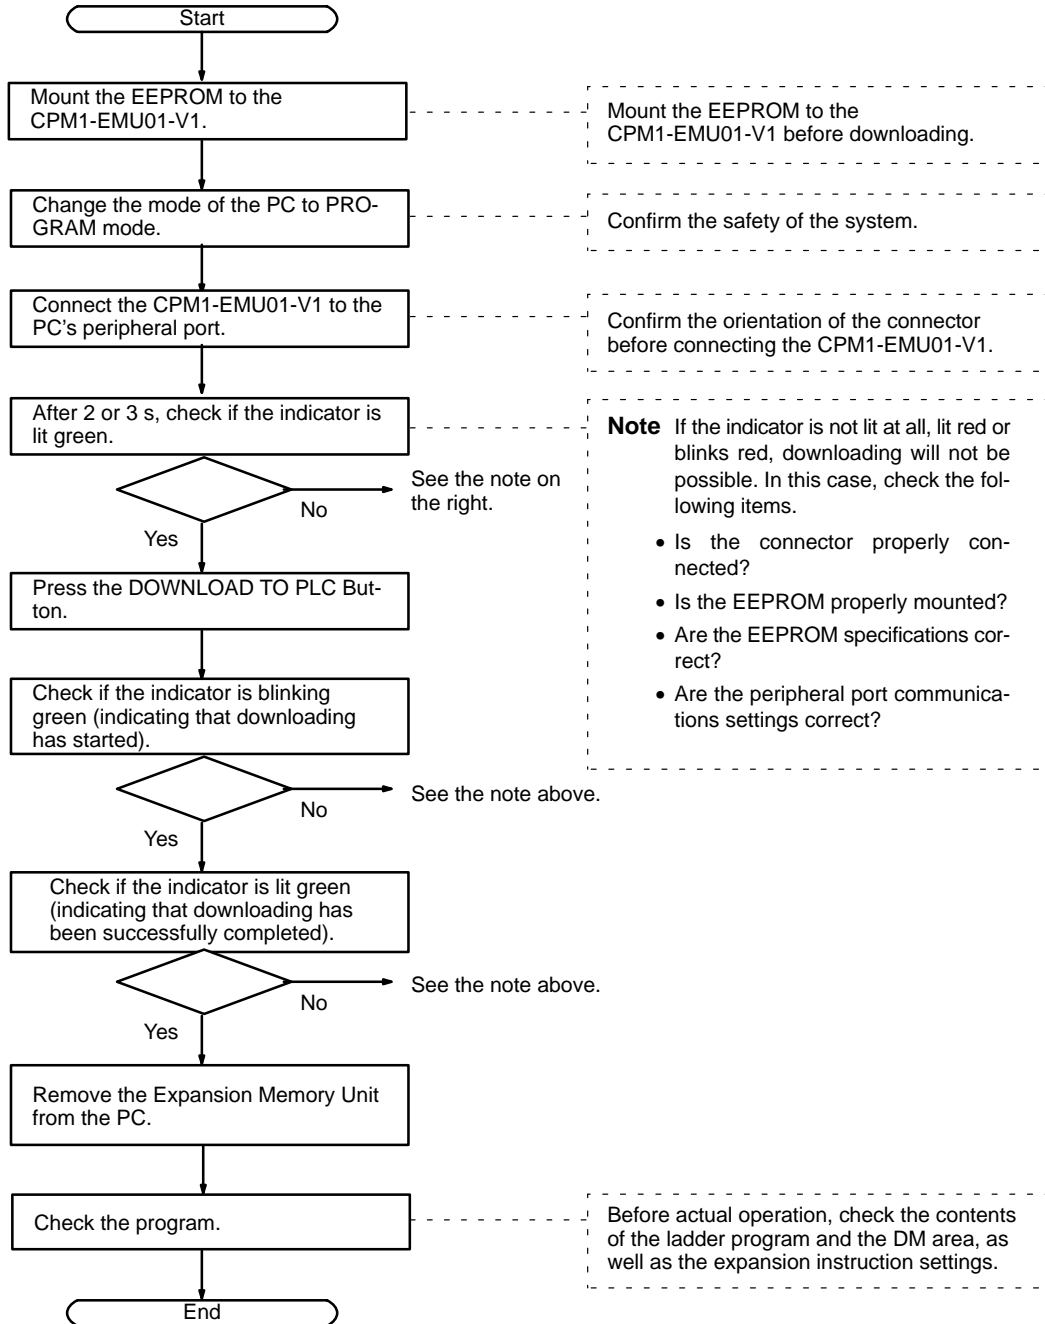 Start
Mount the EEPROM to the
CPM1-EMU01-V1.
Mount the EEPROM to the
CPM1-EMU01-V1 before downloading.
Change the mode of the PC to PRO-
GRAM mode.
Confirm the safety of the system.
Connect the CPM1-EMU01-V1 to the
PC's peripheral port.
Confirm the orientation of the connector
before connecting the CPM1-EMU01-V1.
After 2 or 3 s, check if the indicator is
lit green.
Note If the indicator is not lit at all, lit red or
blinks red, downloading will not be
possible. In this case, check the fol-
lowing items.
• Is the connector properly con-
nected?
• Is the EEPROM properly mounted?
• Are the EEPROM specifications cor-
rect?
• Are the peripheral port communica-
tions settings correct?
No
See the note on
the right.
Yes
Press the DOWNLOAD TO PLC But-
ton.
Check if the indicator is blinking
green (indicating that downloading
has started).
No
See the note above.
Yes
Check if the indicator is lit green
(indicating that downloading has
been successfully completed).
No
See the note above.
Yes
Remove the Expansion Memory Unit
from the PC.
Check the program.
Before actual operation, check the contents
of the ladder program and the DM area, as
well as the expansion instruction settings.
End